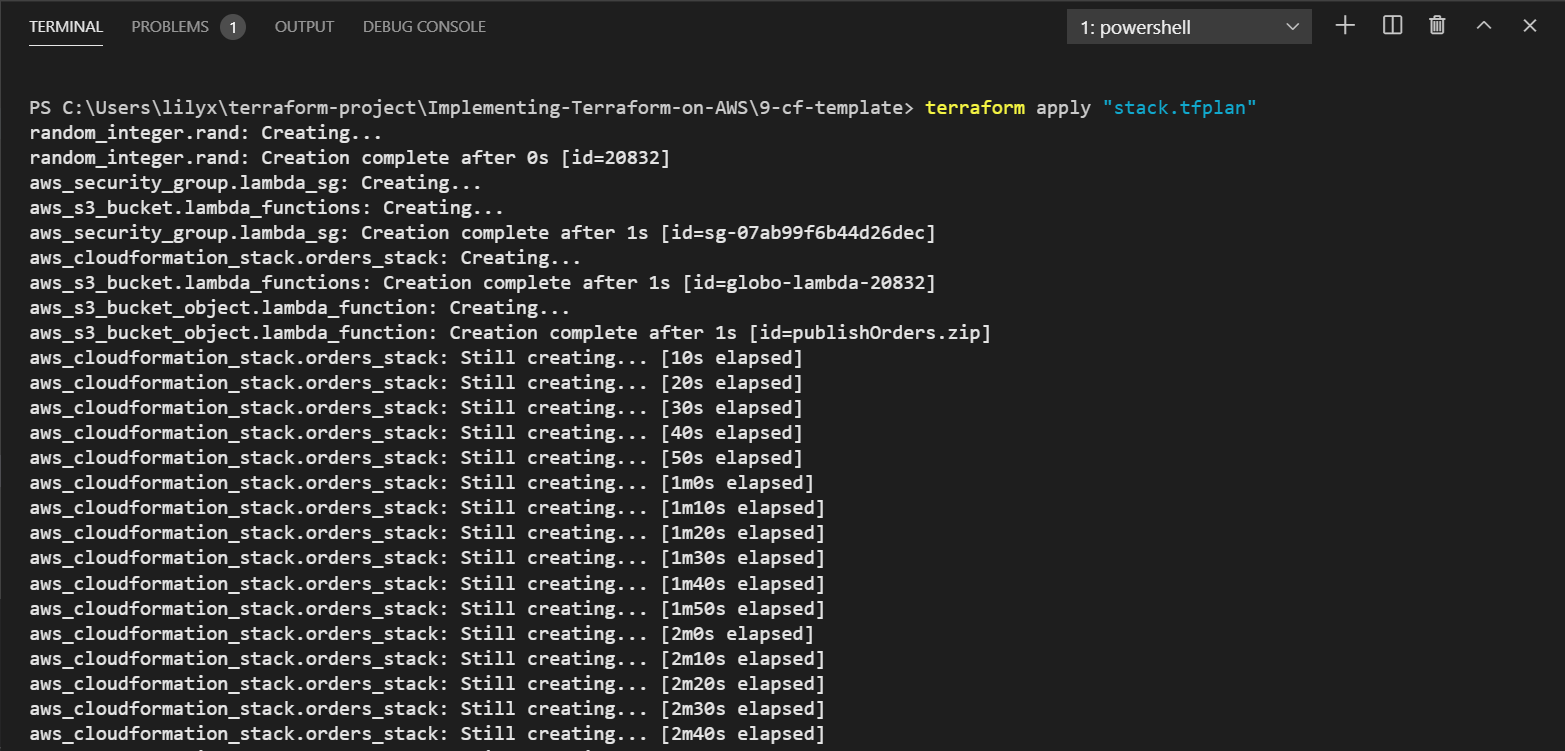 TERMINAL PROBLEMS 1 OUTPUT DEBUG CONSOLE 1: powershell
PS C:\Users\lilyx\terraform-project\Implementing-Terraform-on-AWS\9-cf-template> terraform apply "stack.tfplan"
random_integer.rand: Creating...
random_integer.rand: Creation complete after 0s [id=20832]
aws_security_group.lambda_sg: Creating...
aws_s3_bucket.lambda_functions: Creating...
aws_security_group.lambda_sg: Creation complete after 1s [id=sg-07ab99f6b44d26dec]
aws_cloudformation_stack.orders_stack: Creating...
aws_s3_bucket.lambda_functions: Creation complete after 1s [id=globo-lambda-20832]
aws_s3_bucket_object.lambda_function: Creating...
aws_s3_bucket_object.lambda_function: Creation complete after 1s [id=publishOrders.zip]
aws_cloudformation_stack.orders_stack: Still creating... [10s elapsed]
aws_cloudformation_stack.orders_stack: Still creating... [20s elapsed]
aws_cloudformation_stack.orders_stack: Still creating... [30s elapsed]
aws_cloudformation_stack.orders_stack: Still creating... [40s elapsed]
aws_cloudformation_stack.orders_stack: Still creating... [50s elapsed]
aws_cloudformation_stack.orders_stack: Still creating... [1m0s elapsed]
aws_cloudformation_stack.orders_stack: Still creating... [1m10s elapsed]
aws_cloudformation_stack.orders_stack: Still creating... [1m20s elapsed]
aws_cloudformation_stack.orders_stack: Still creating... [1m30s elapsed]
aws_cloudformation_stack.orders_stack: Still creating... [1m40s elapsed]
aws_cloudformation_stack.orders_stack: Still creating... [1m50s elapsed]
aws_cloudformation_stack.orders_stack: Still creating... [2m0s elapsed]
aws_cloudformation_stack.orders_stack: Still creating... [2m10s elapsed]
aws_cloudformation_stack.orders_stack: Still creating... [2m20s elapsed]
aws_cloudformation_stack.orders_stack: Still creating... [2m30s elapsed]
aws_cloudformation_stack.orders_stack: Still creating... [2m40s elapsed]